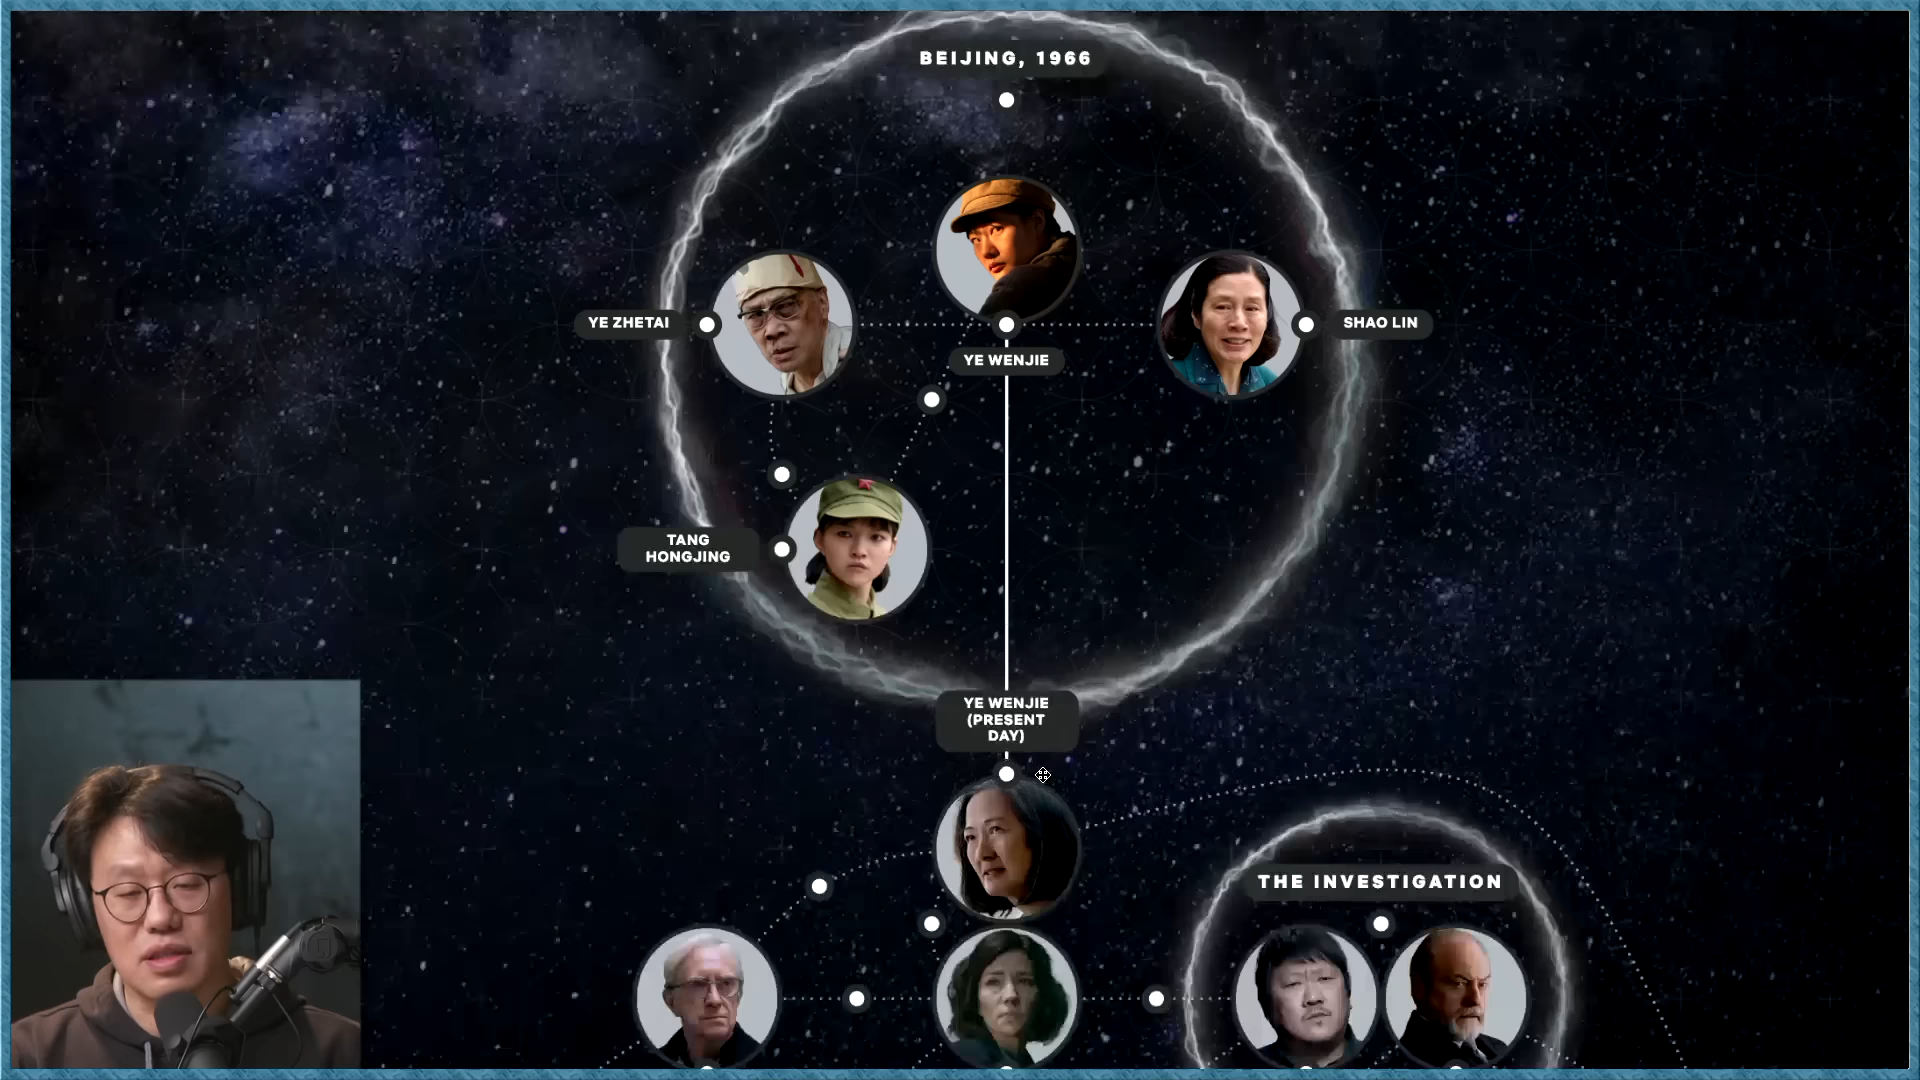 BEIJING, 1966
YE ZHETAI
SHAO LIN
YE WENJIE
TANG
HONGJING
YE WENJIE
(PRESENT
DAY)
THE INVESTIGATION